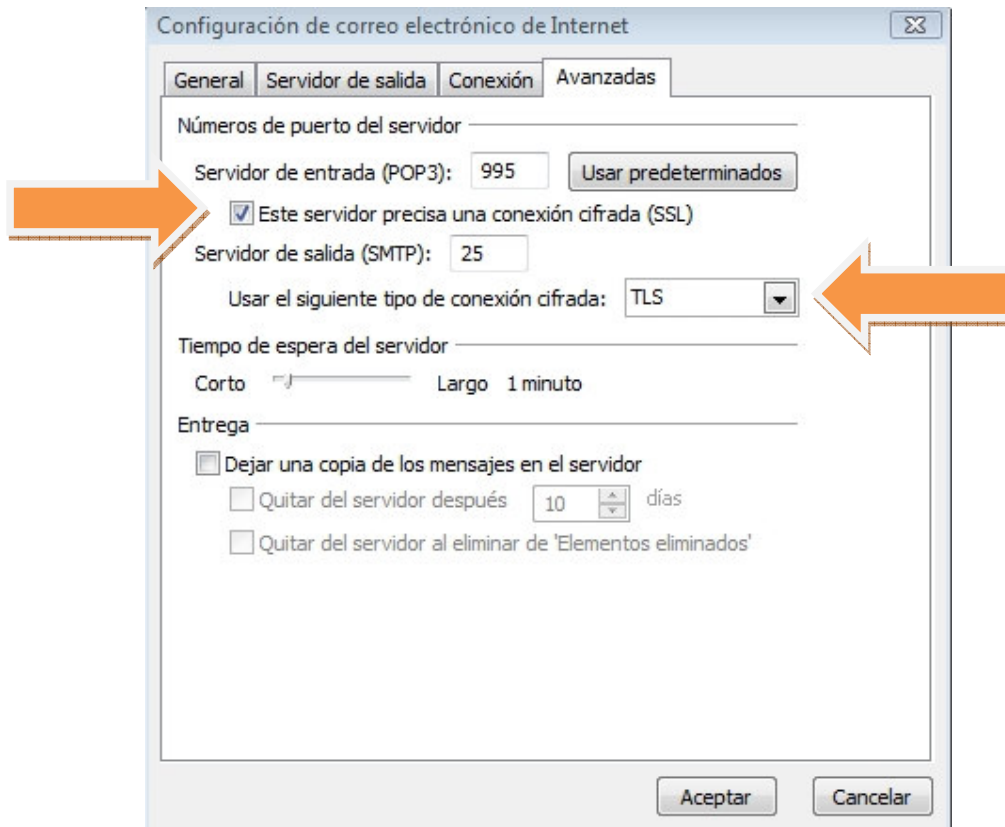 Configuración de correo electrónico de Internet
General Servidor de salida Conexión Avanzadas
Números de puerto del servidor
Servidor de entrada (POP3): 995 Usar predeterminados
Este servidor precisa una conexión cifrada (SSL)
Servidor de salida (SMTP): 25
Usar el siguiente tipo de conexión cifrada: TLS
Tiempo de espera del servidor
Corto Largo 1 minuto
Entrega
Dejar una copia de los mensajes en el servidor
Quitar del servidor después 10 días
Quitar del servidor al eliminar de 'Elementos eliminados'
Aceptar Cancelar